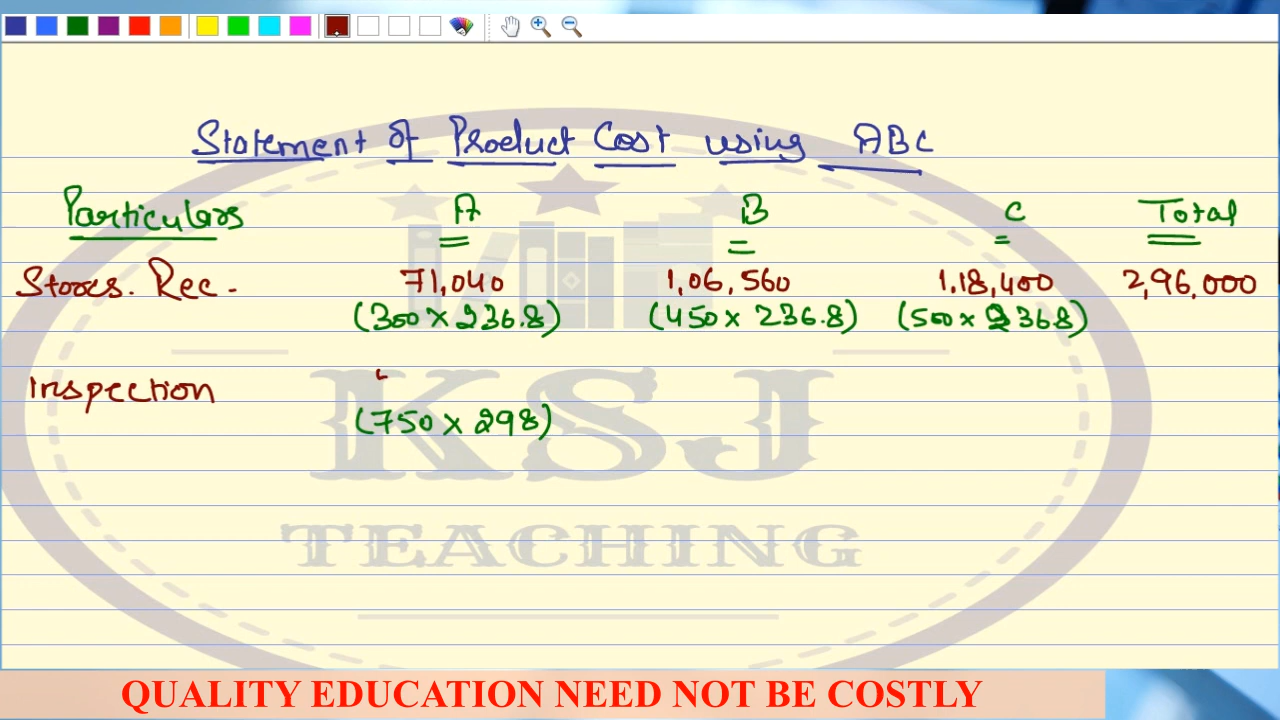 Statement of Product Cost using ABC
Particulars A B C Total
Stores. Rec. 71,040 1,06,560 1,18,400 2,96,000
(300 x 236.8) (450 x 236.8) (500 x 236.8)
Inspection
(750 x 298)
KSJ
TEACHING
QUALITY EDUCATION NEED NOT BE COSTLY